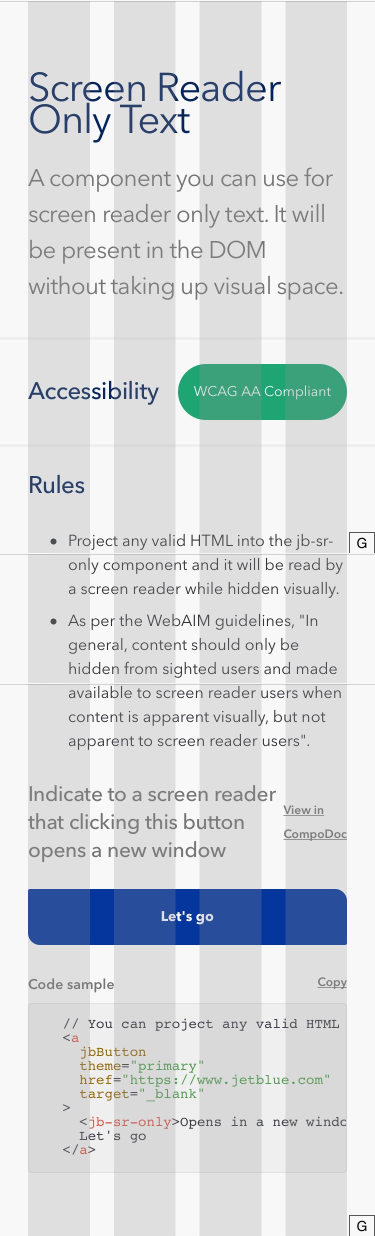 Screen Reader
Only Text
A component you can use for
screen reader only text. It will
be present in the DOM
without taking up visual space.
Accessibility
WCAG AA Compliant
Rules
• Project any valid HTML into the jb-sr-
only component and it will be read by
a screen reader while hidden visually.
G
• As per the WebAIM guidelines, "In
general, content should only be
hidden from sighted users and made
available to screen reader users when
content is apparent visually, but not
apparent to screen reader users".
Indicate to a screen reader
that clicking this button
opens a new window
View in
CompoDoc
Let's go
Code sample
Copy
// You can project any valid HTML
<a
jbButton
theme="primary"
href="https://www.jetblue.com"
target="_blank"
>
<jb-sr-only>Opens in a new windo
Let's go
</a>
G